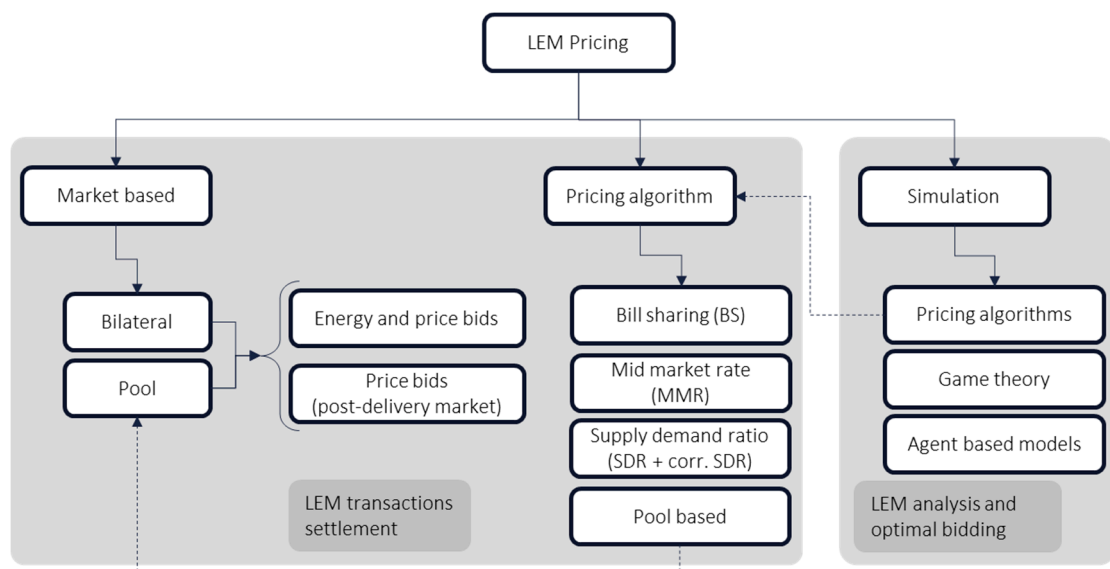 LEM Pricing
Market based
Bilateral
Pool
Energy and price bids
Price bids
(post-delivery market)
LEM transactions
settlement
Pricing algorithm
Bill sharing (BS)
Mid market rate
(MMR)
Supply demand ratio
(SDR + corr. SDR)
Pool based
Simulation
Pricing algorithms
Game theory
Agent based models
LEM analysis and
optimal bidding